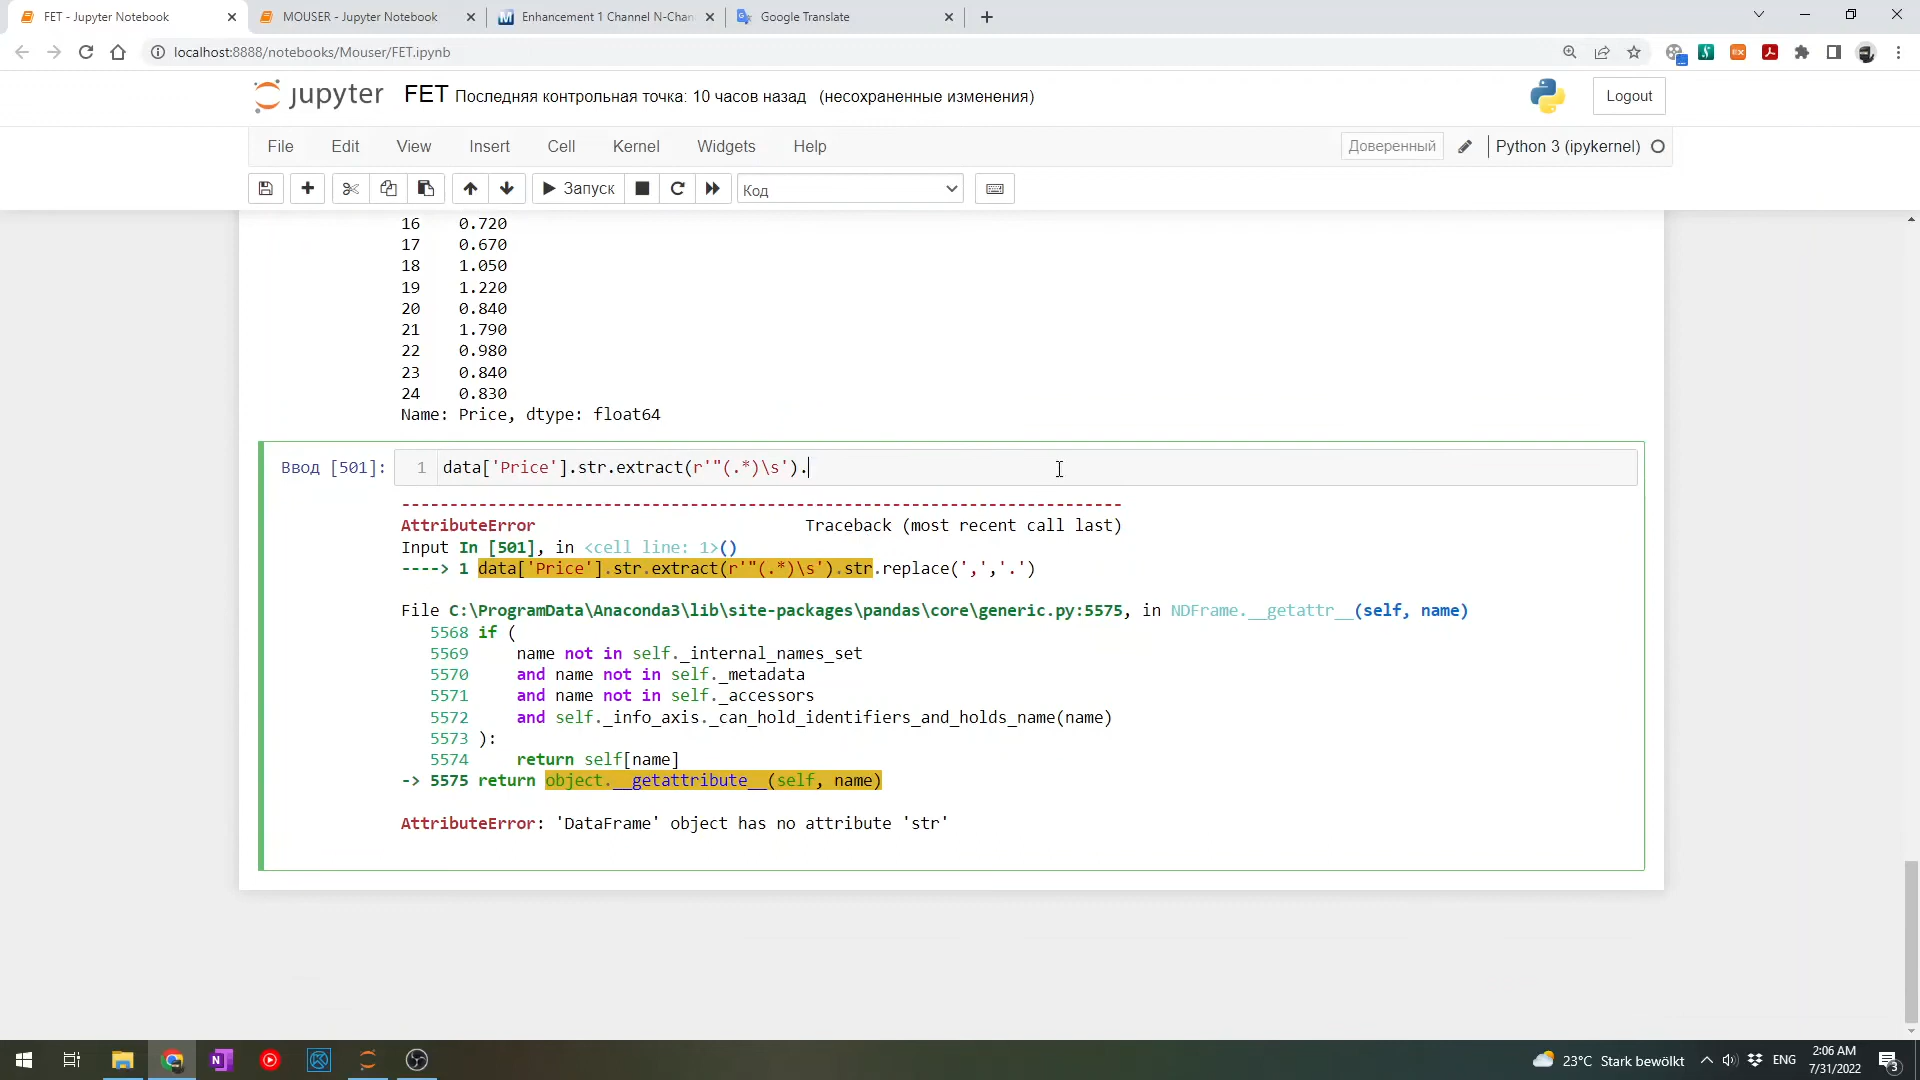 FET - Jupyter Notebook
MOUSER - Jupyter Notebook
Enhancement 1 Channel N-Chan
Google Translate
localhost:8888/notebooks/Mouser/FET.ipynb
jupyter FET Последняя контрольная точка: 10 часов назад (несохраненные изменения)
Logout
File Edit View Insert Cell Kernel Widgets Help
Доверенный
Python 3 (ipykernel)
Запуск
Код
16 0.720
17 0.670
18 1.050
19 1.220
20 0.840
21 1.790
22 0.980
23 0.840
24 0.830
Name: Price, dtype: float64
Ввод [501]: 1 data['Price'].str.extract(r'"(.*)\s').
---------------------------------------------------------------------------
AttributeError Traceback (most recent call last)
Input In [501], in <cell line: 1>()
----> 1 data['Price'].str.extract(r'"(.*)\s').str.replace(',','.')
File C:\ProgramData\Anaconda3\lib\site-packages\pandas\core\generic.py:5575, in NDFrame.__getattr__(self, name)
5568 if (
5569 name not in self._internal_names_set
5570 and name not in self._metadata
5571 and name not in self._accessors
5572 and self._info_axis._can_hold_identifiers_and_holds_name(name)
5573 ):
5574 return self[name]
-> 5575 return object.__getattribute__(self, name)
AttributeError: 'DataFrame' object has no attribute 'str'
23°C Stark bewölkt
ENG
2:06 AM
7/31/2022
3